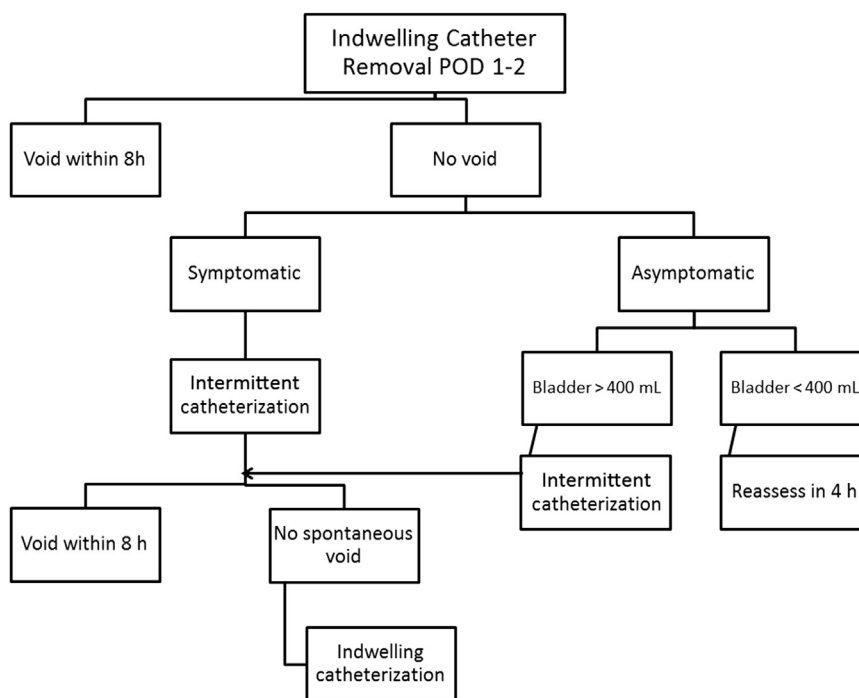 Indwelling Catheter
Removal POD 1-2
Void within 8h
No void
Symptomatic
Asymptomatic
Intermittent
catheterization
Blader > 400 mL
Bladder < 400 mL
Intermittent
catheterization
Reassess in 4 h
Void within 8 h
No spontaneous
void
Indwelling
catheterization